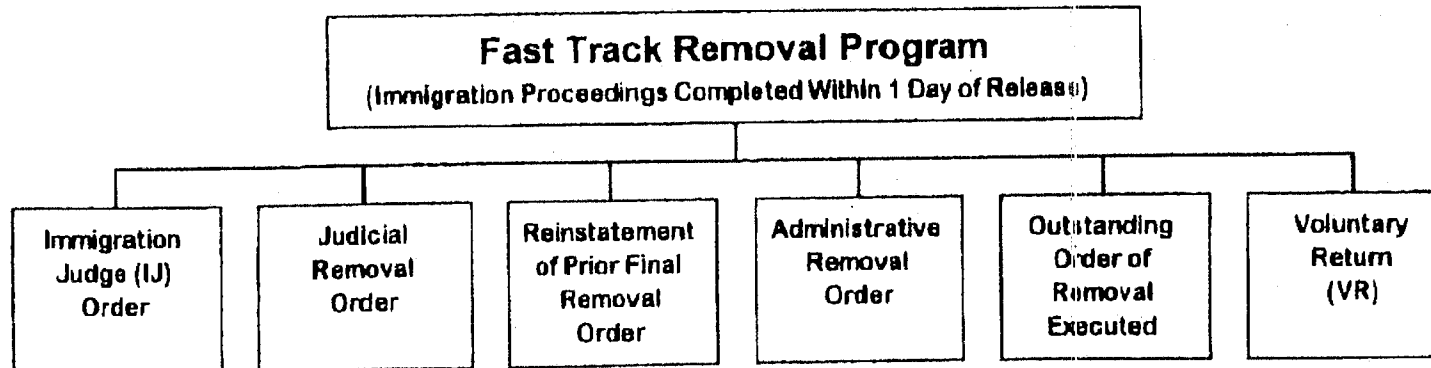 Fast Track Removal Program
(Immigration Proceedings Completed Within 1 Day of Release)
Immigration
Judge (IJ)
Order
Judicial
Removal
Order
Reinstatement
of Prior Final
Removal
Order
Administrative
Removal
Order
Outstanding
Order of
Removal
Executed
Voluntary
Return
(VR)